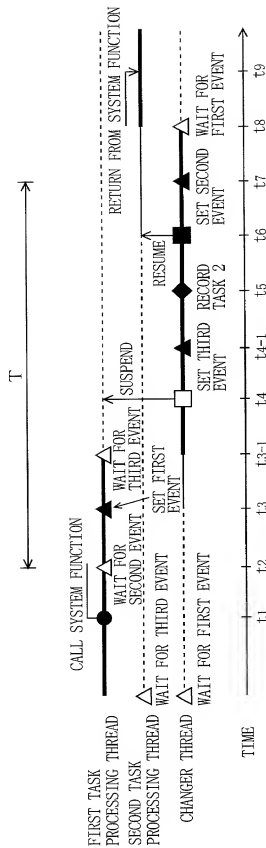 T
CALL SYSTEM FUNCTION
RETURN FROM SYSTEM FUNCTION
FIRST TASK
PROCESSING THREAD
WAIT FOR
SECOND EVENT
WAIT FOR
THIRD EVENT
SET FIRST
EVENT
SUSPEND
SECOND TASK
PROCESSING THREAD
WAIT FOR THIRD EVENT
RESUME
CHANGER THREAD
WAIT FOR FIRST EVENT
SET THIRD
EVENT
RECORD
TASK 2
SET SECOND
EVENT
WAIT FOR
FIRST EVENT
TIME
t1
t2
t3
t3-1
t4
t4-1
t5
t6
t7
t8
t9